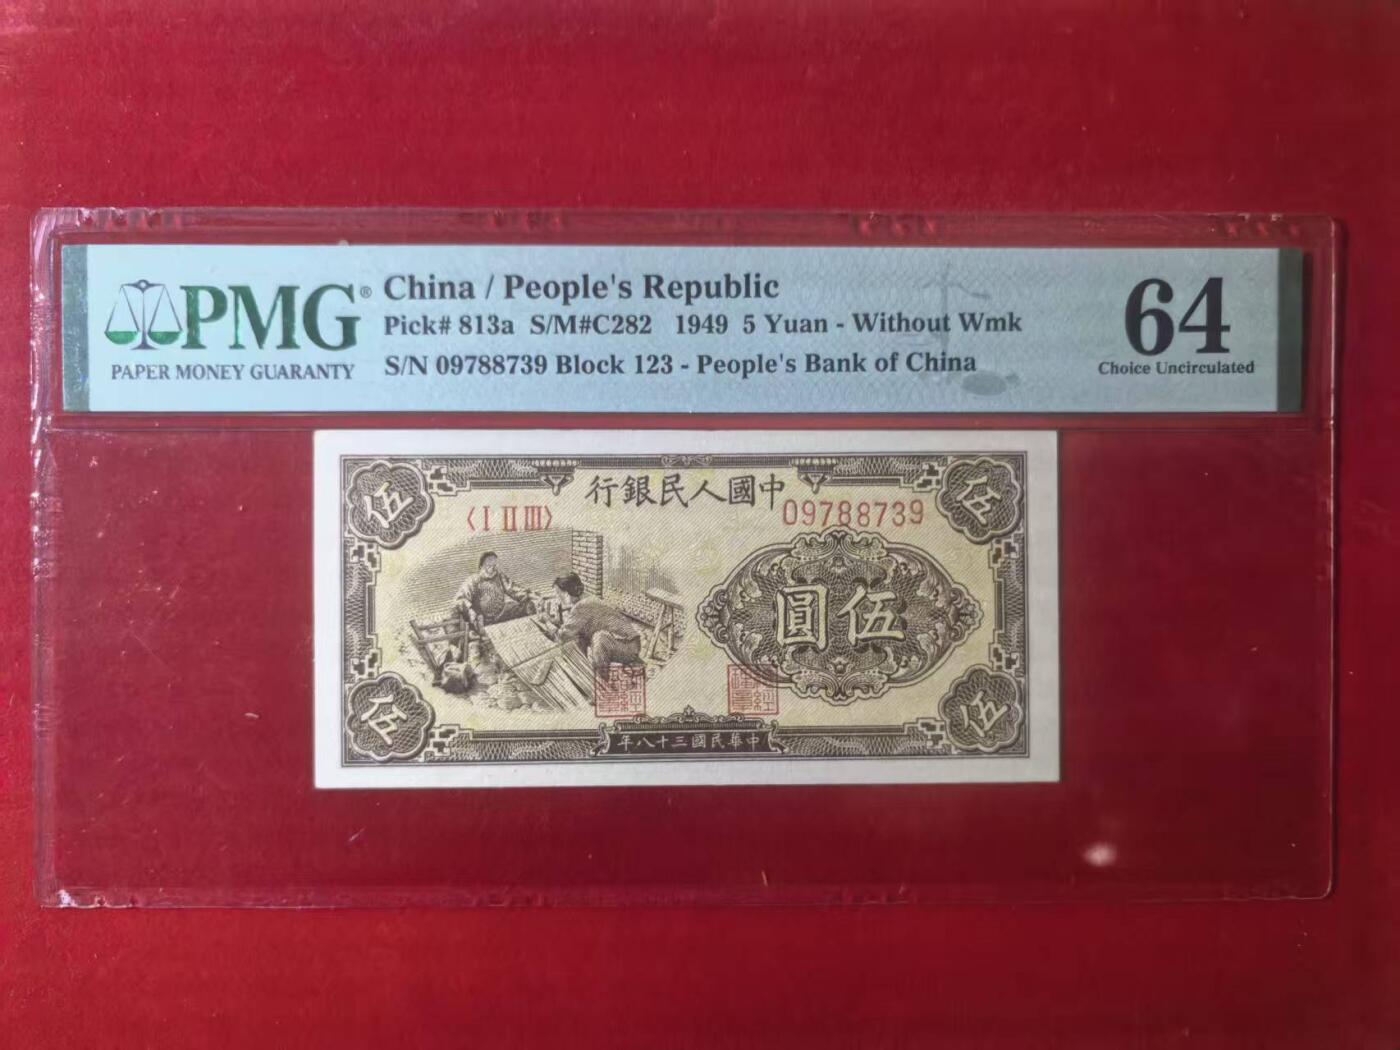 PMG®
PAPER MONEY GUARANTY
China / People's Republic
Pick# 813a S/M#C282 1949 5 Yuan - Without Wmk
S/N 09788739 Block 123 - People's Bank of China
64
Choice Uncirculated
行銀民人國中
〈I II III〉
09788739
伍
伍
圓伍
伍
伍
年八十三國民華中